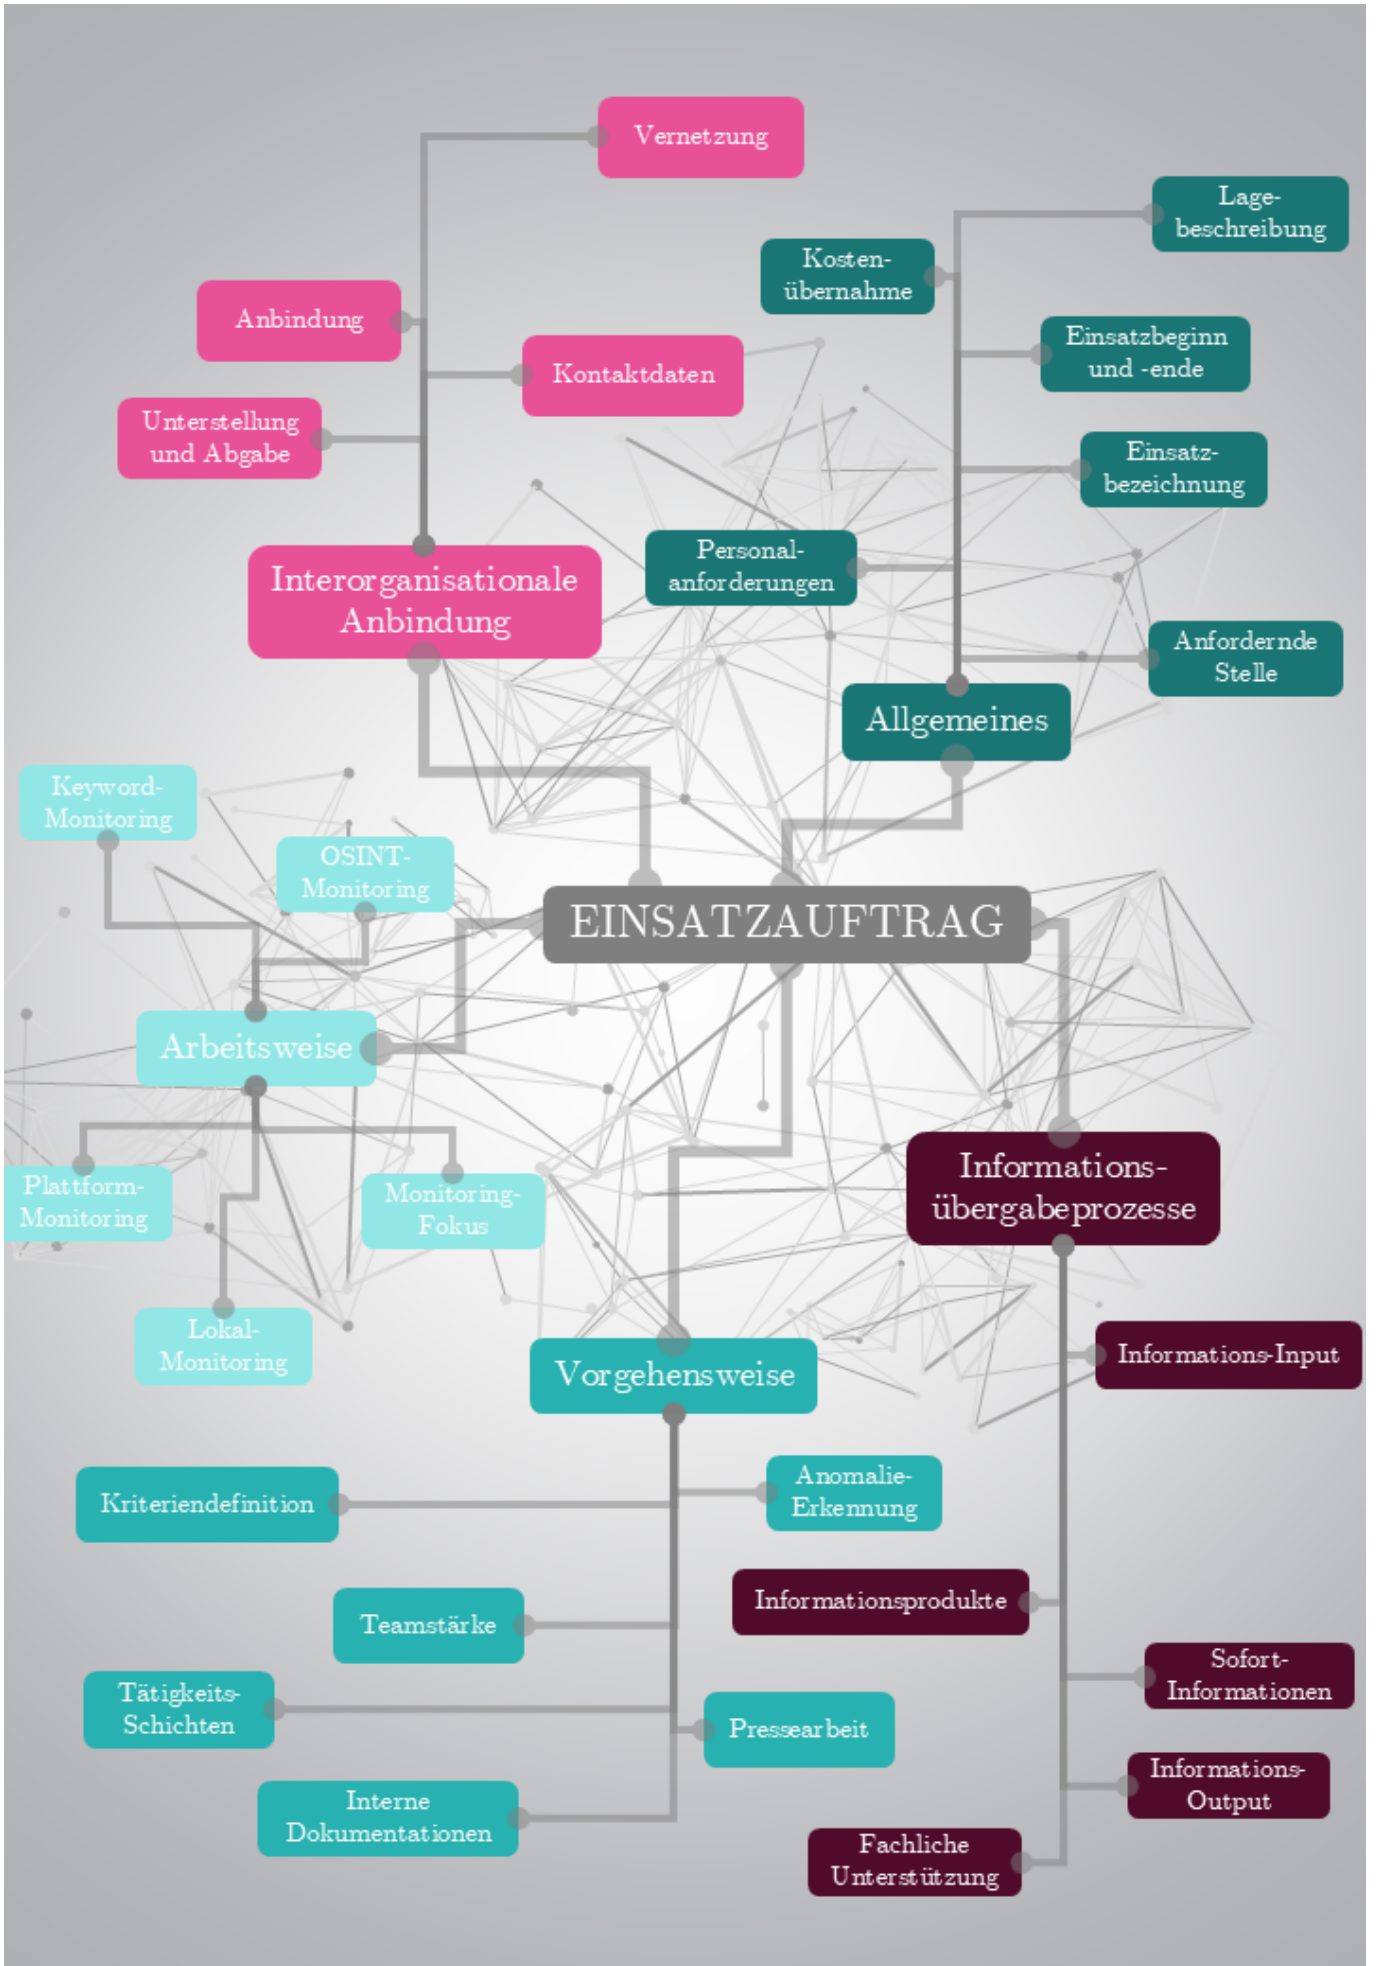 Vernetzung
Lage-
beschreibung
Kosten-
übernahme
Anbindung
Einsatzbeginn
und -ende
Kontaktdaten
Unterstellung
und Abgabe
Einsatz-
bezeichnung
Personal-
anforderungen
Interorganisationale
Anbindung
Anfordernde
Stelle
Allgemeines
Keyword-
Monitoring
OSINT-
Monitoring
EINSATZAUFTRAG
Arbeitsweise
Plattform-
Monitoring
Monitoring-
Fokus
Informations-
übergabeprozesse
Lokal-
Monitoring
Informations-Input
Vorgehensweise
Kriteriendefinition
Anomalie-
Erkennung
Informationsprodukte
Teamstärke
Sofort-
Informationen
Tätigkeits-
Schichten
Pressearbeit
Informations-
Output
Interne
Dokumentationen
Fachliche
Unterstützung